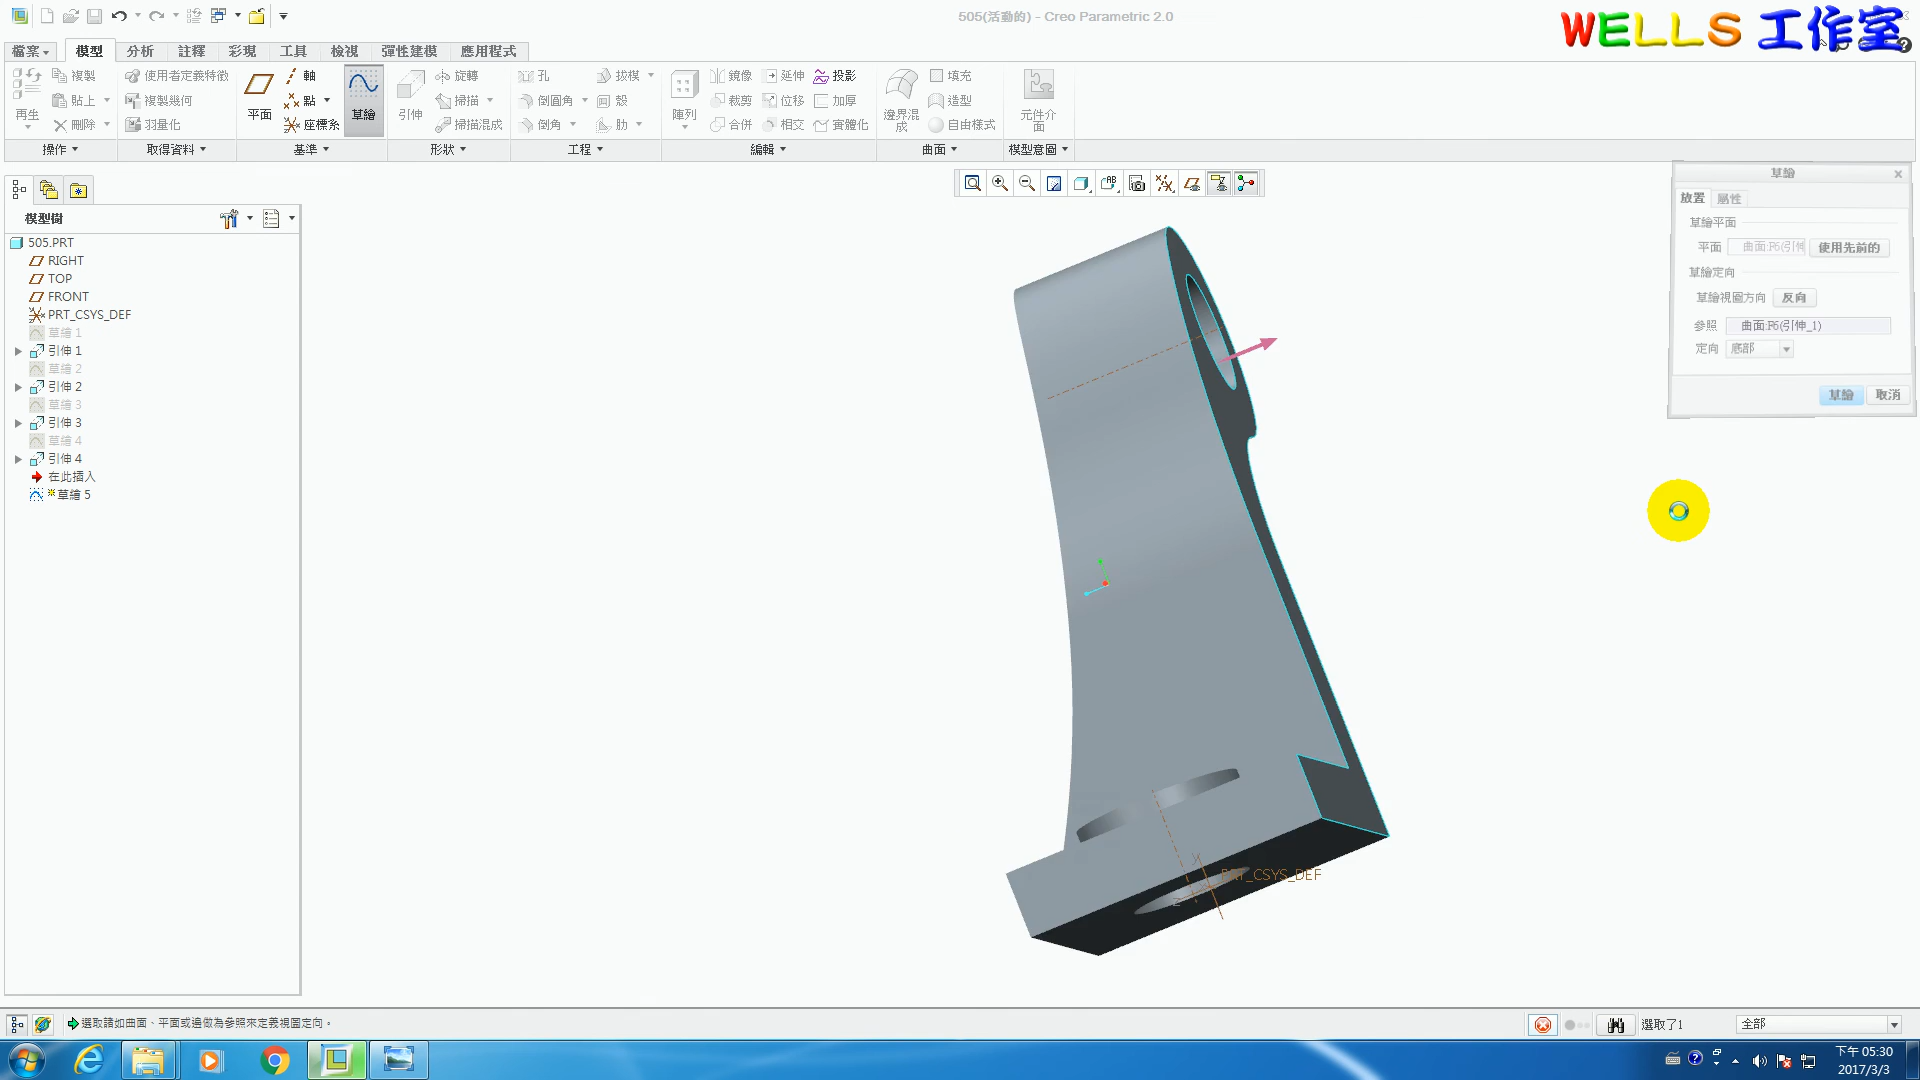 505(活動的) - Creo Parametric 2.0
WELLS 工作室
檔案 模型 分析 註釋 彩現 工具 檢視 彈性建模 應用程式
再生 複製 貼上 刪除
使用者定義特徵 複製幾何 羽量化
平面 軸 點 座標系 草繪
引伸 旋轉 掃描 掃描混成
孔 倒圓角 倒角 拔模 殼 肋
陣列 鏡像 延伸 投影 裁剪 位移 加厚 合併 相交 實體化
邊界混成 填充 造型 自由樣式
元件介面
操作 取得資料 基準 形狀 工程 編輯 曲面 模型意圖
模型樹
505.PRT
RIGHT
TOP
FRONT
PRT_CSYS_DEF
草繪 1
引伸 1
草繪 2
引伸 2
草繪 3
引伸 3
草繪 4
引伸 4
在此插入
草繪 5
草繪
放置 屬性
草繪平面
平面 曲面:F6(引伸 使用先前的
草繪定向
草繪視圖方向 反向
參照 曲面:F6(引伸_1)
定向 底部
草繪 取消
PRT_CSYS_DEF
選取諸如曲面、平面或邊做為參照來定義視圖定向。
選取了1 全部
下午 05:30
2017/3/3